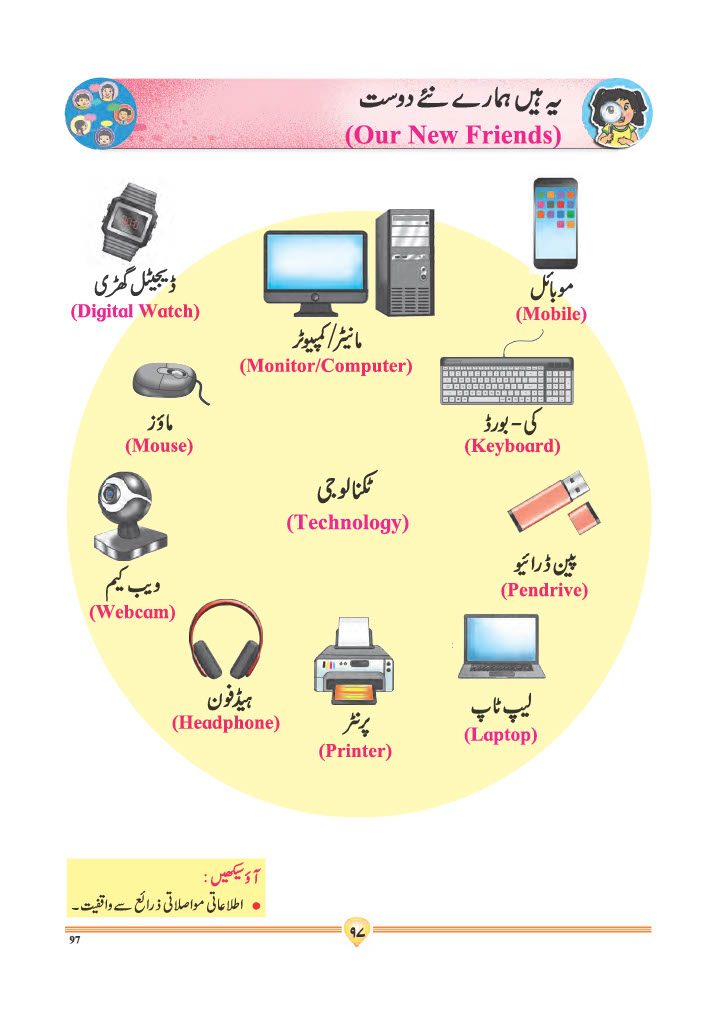 یہ ہیں ہمارے نئے دوست
(Our New Friends)
موبائل
(Mobile)
مانیٹر/کمپیوٹر
(Monitor/Computer)
ڈیجیٹل گھڑی
(Digital Watch)
کی - بورڈ
(Keyboard)
ماؤز
(Mouse)
ٹکنالوجی
(Technology)
پین ڈرائیو
(Pendrive)
ویب کیم
(Webcam)
لیپ ٹاپ
(Laptop)
پرنٹر
(Printer)
ہیڈفون
(Headphone)
آؤ سیکھیں :
• اطلاعاتی مواصلاتی ذرائع سے واقفیت۔
۹۷
97